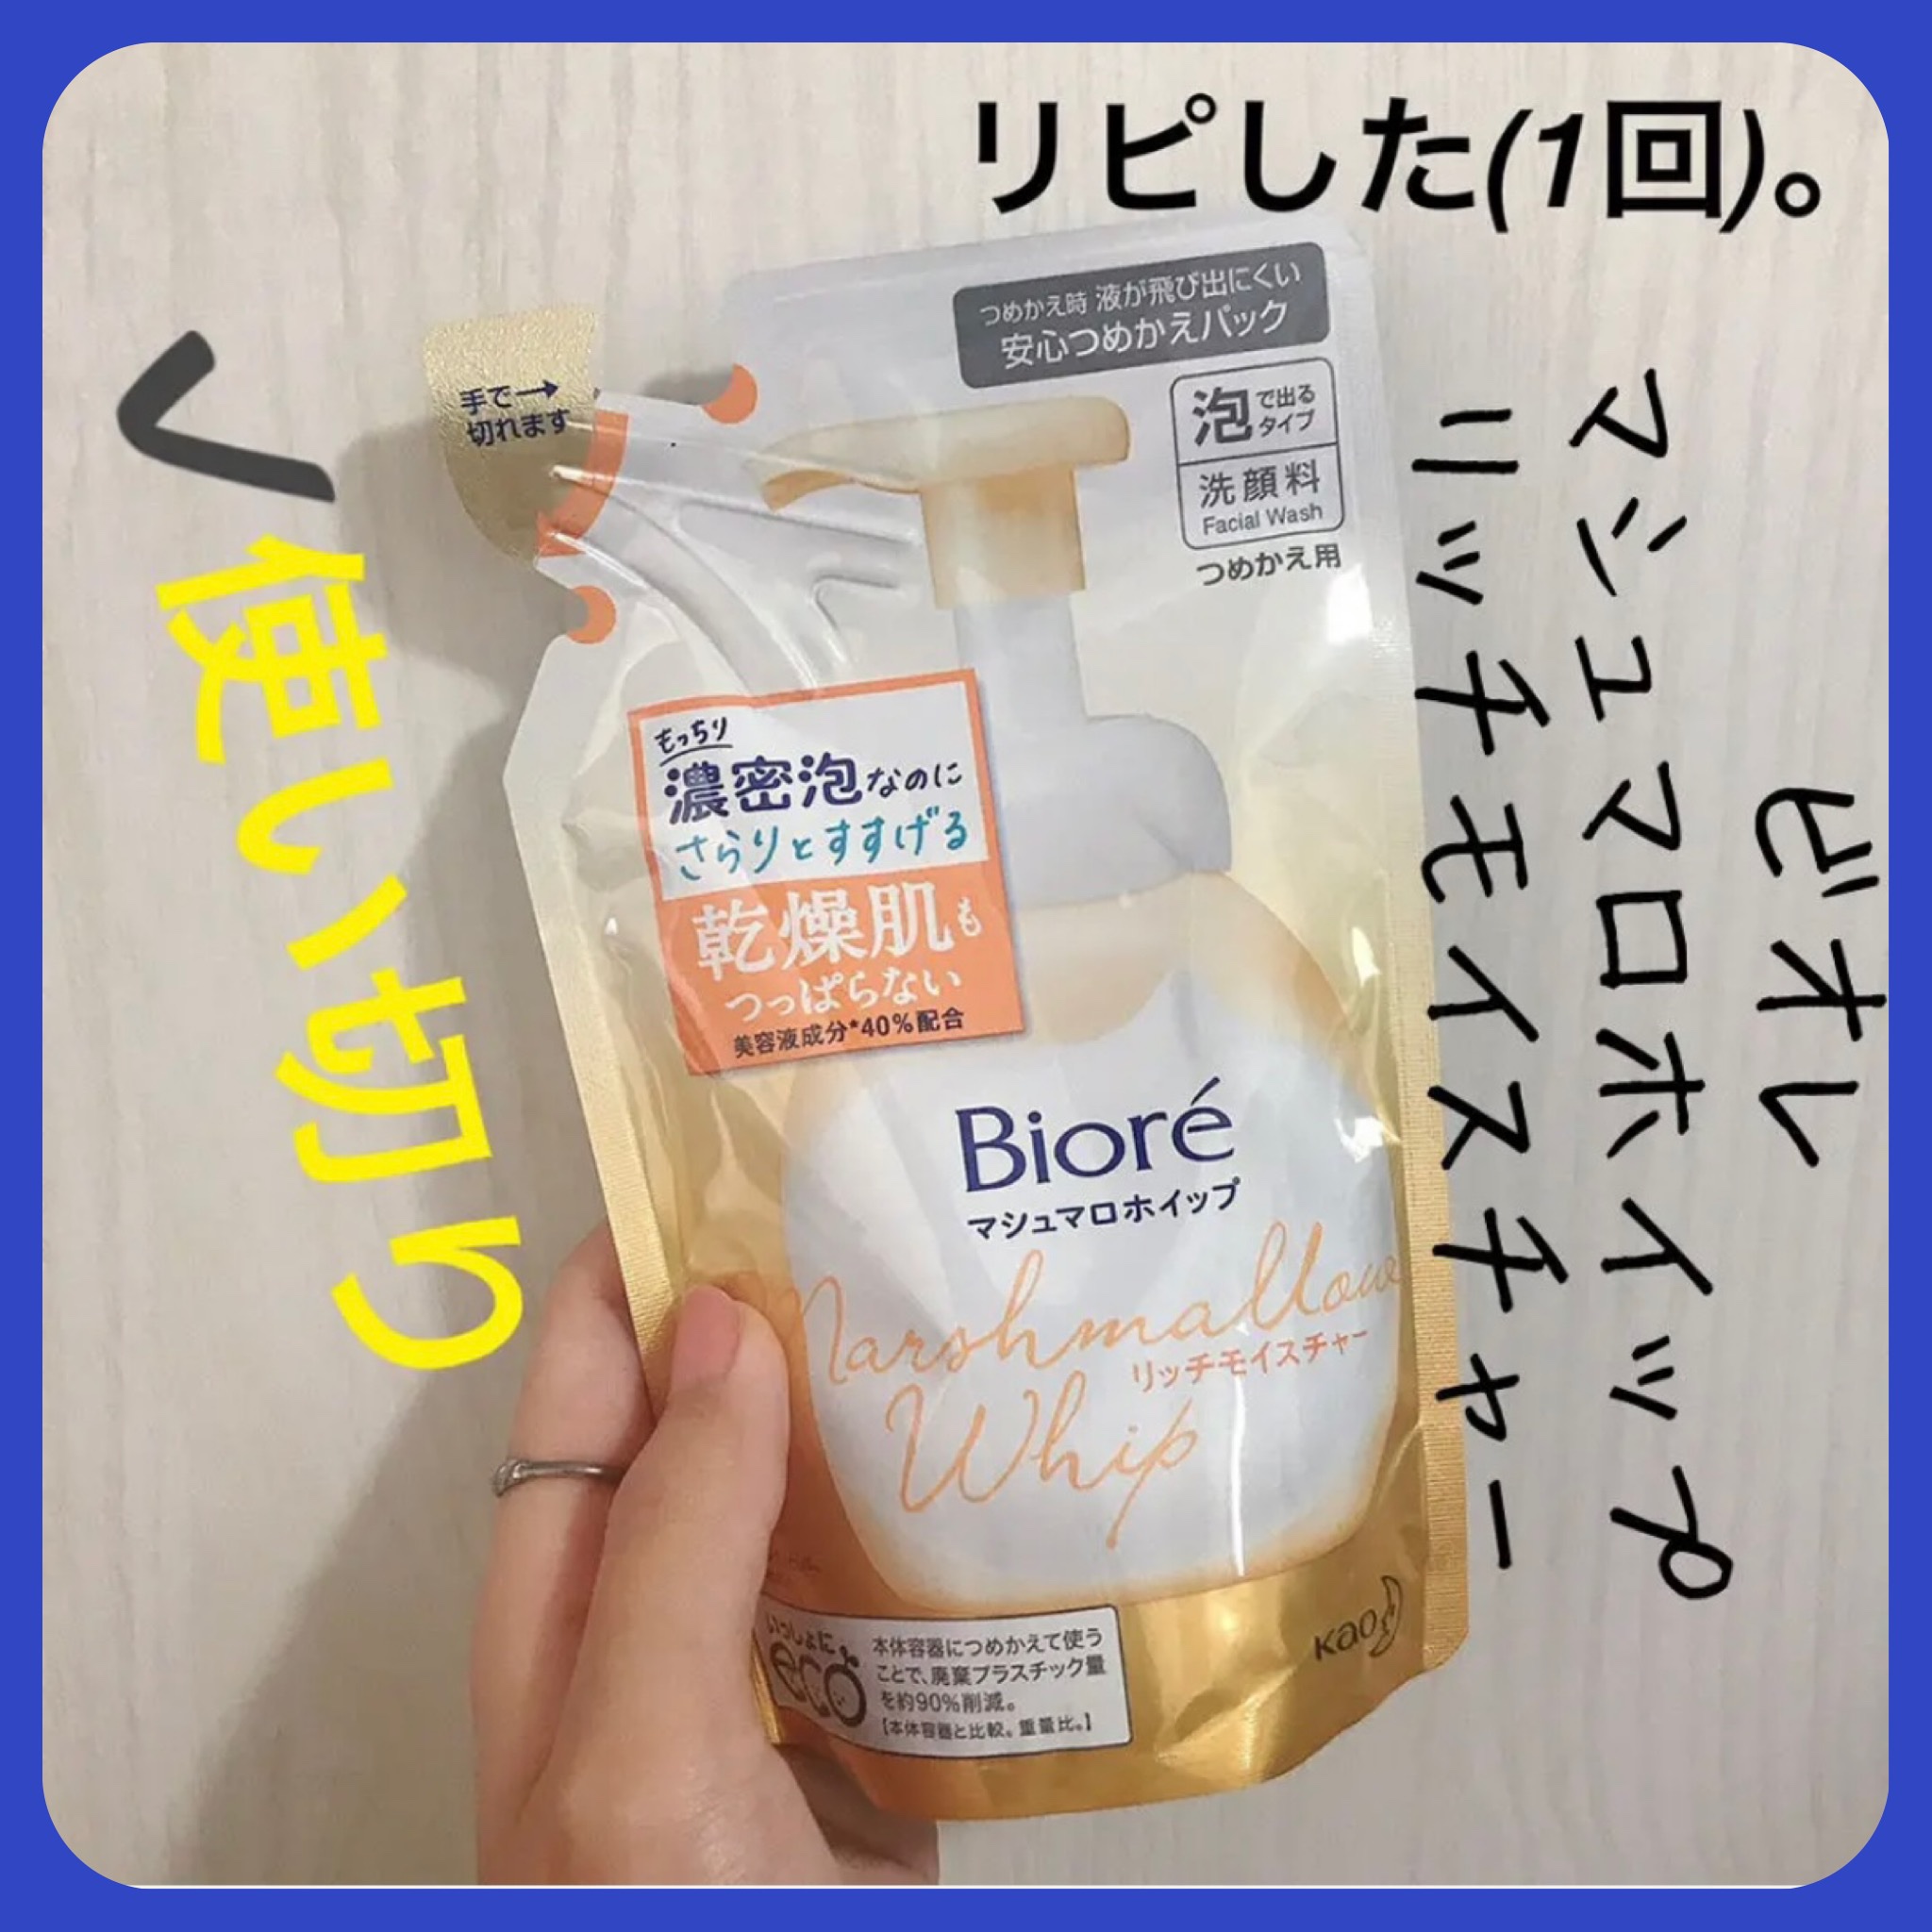 リピした(1回)。
ビオレ
マシュマロホイップ
リッチモイスチャー
✓使い切り
つめかえ時 液が飛び出にくい
安心つめかえパック
手で→
切れます
泡で出る
タイプ
洗顔料
Facial Wash
つめかえ用
もっちり
濃密泡なのに
さらりとすすげる
乾燥肌も
つっぱらない
美容液成分*40%配合
Bioré
マシュマロホイップ
Marshmallow
リッチモイスチャー
Whip
いっしょに
eco
本体容器につめかえて使う
ことで、廃棄プラスチック量
を約90%削減。
【本体容器と比較。重量比。】
Kao